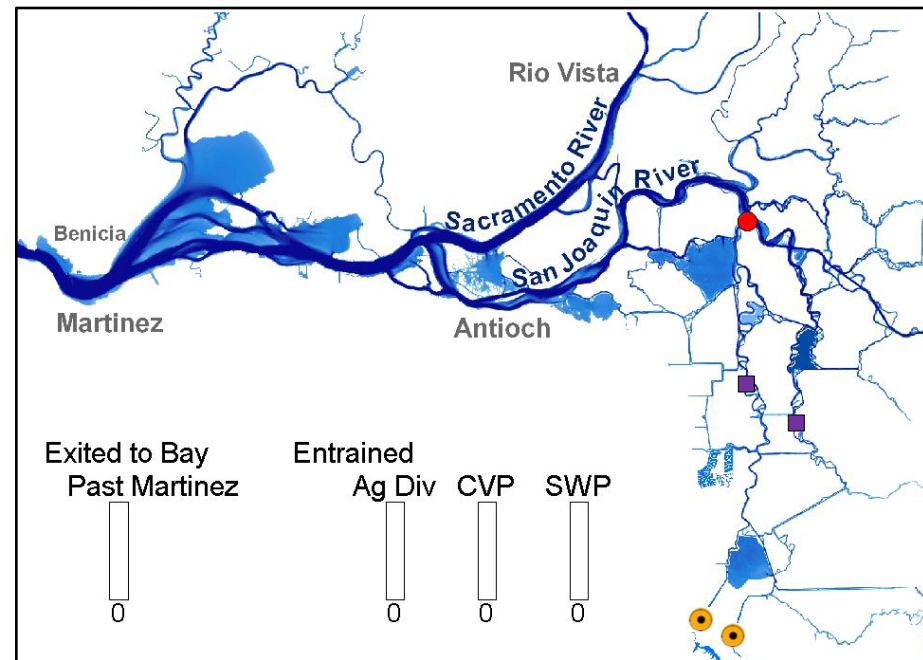 Rio Vista
Sacramento River
San Joaquin River
Benicia
Martinez
Antioch
Exited to Bay
Past Martinez
Entrained
Ag Div CVP SWP
0 0 0 0